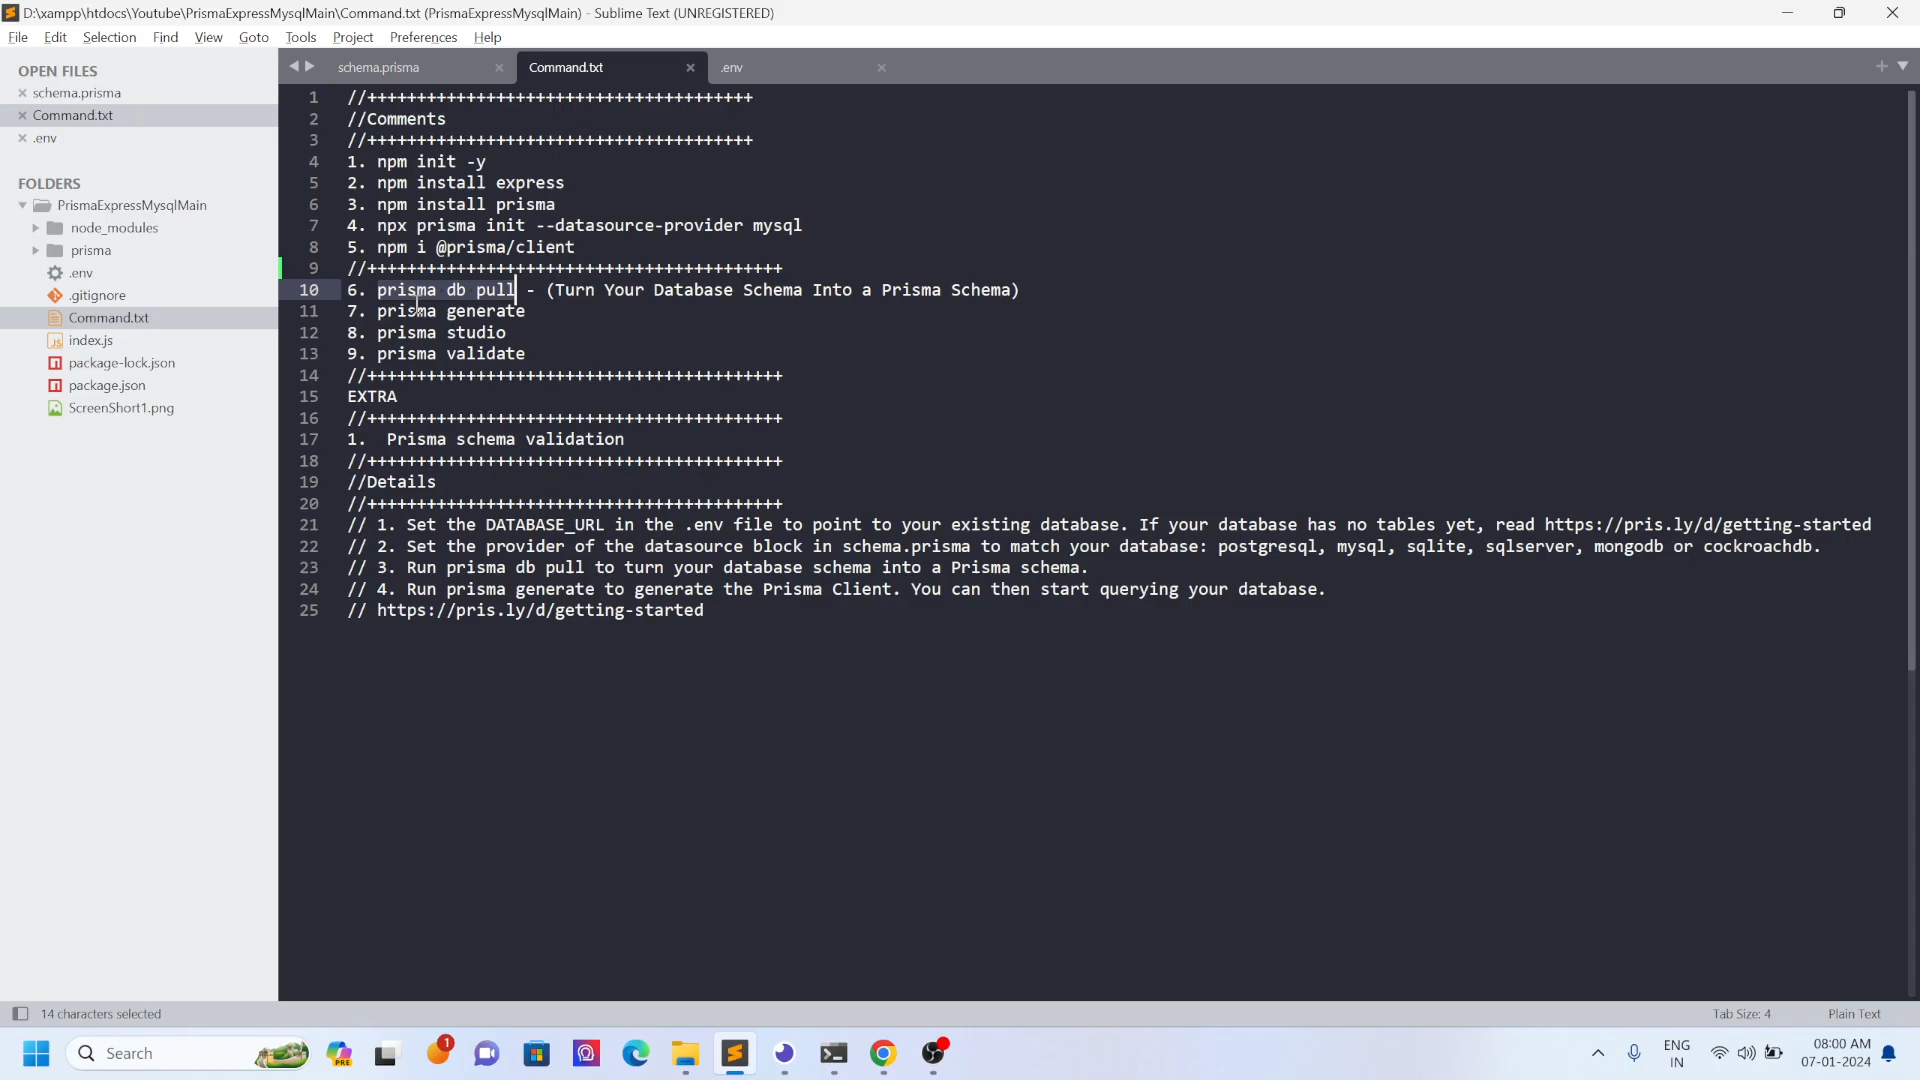 D:\xampp\htdocs\Youtube\PrismaExpressMysqlMain\Command.txt (PrismaExpressMysqlMain) - Sublime Text (UNREGISTERED)
File Edit Selection Find View Goto Tools Project Preferences Help
OPEN FILES
schema.prisma
Command.txt
.env
FOLDERS
PrismaExpressMysqlMain
node_modules
prisma
.env
.gitignore
Command.txt
index.js
package-lock.json
package.json
ScreenShort1.png
schema.prisma Command.txt .env
1 //+++++++++++++++++++++++++++++++++++++++
2 //Comments
3 //+++++++++++++++++++++++++++++++++++++++
4 1. npm init -y
5 2. npm install express
6 3. npm install prisma
7 4. npx prisma init --datasource-provider mysql
8 5. npm i @prisma/client
9 //++++++++++++++++++++++++++++++++++++++++++
10 6. prisma db pull - (Turn Your Database Schema Into a Prisma Schema)
11 7. prisma generate
12 8. prisma studio
13 9. prisma validate
14 //++++++++++++++++++++++++++++++++++++++++++
15 EXTRA
16 //++++++++++++++++++++++++++++++++++++++++++
17 1.  Prisma schema validation
18 //++++++++++++++++++++++++++++++++++++++++++
19 //Details
20 //++++++++++++++++++++++++++++++++++++++++++
21 // 1. Set the DATABASE_URL in the .env file to point to your existing database. If your database has no tables yet, read https://pris.ly/d/getting-started
22 // 2. Set the provider of the datasource block in schema.prisma to match your database: postgresql, mysql, sqlite, sqlserver, mongodb or cockroachdb.
23 // 3. Run prisma db pull to turn your database schema into a Prisma schema.
24 // 4. Run prisma generate to generate the Prisma Client. You can then start querying your database.
25 // https://pris.ly/d/getting-started
14 characters selected
Tab Size: 4 Plain Text
Search
PRE
1
ENG
IN
08:00 AM
07-01-2024